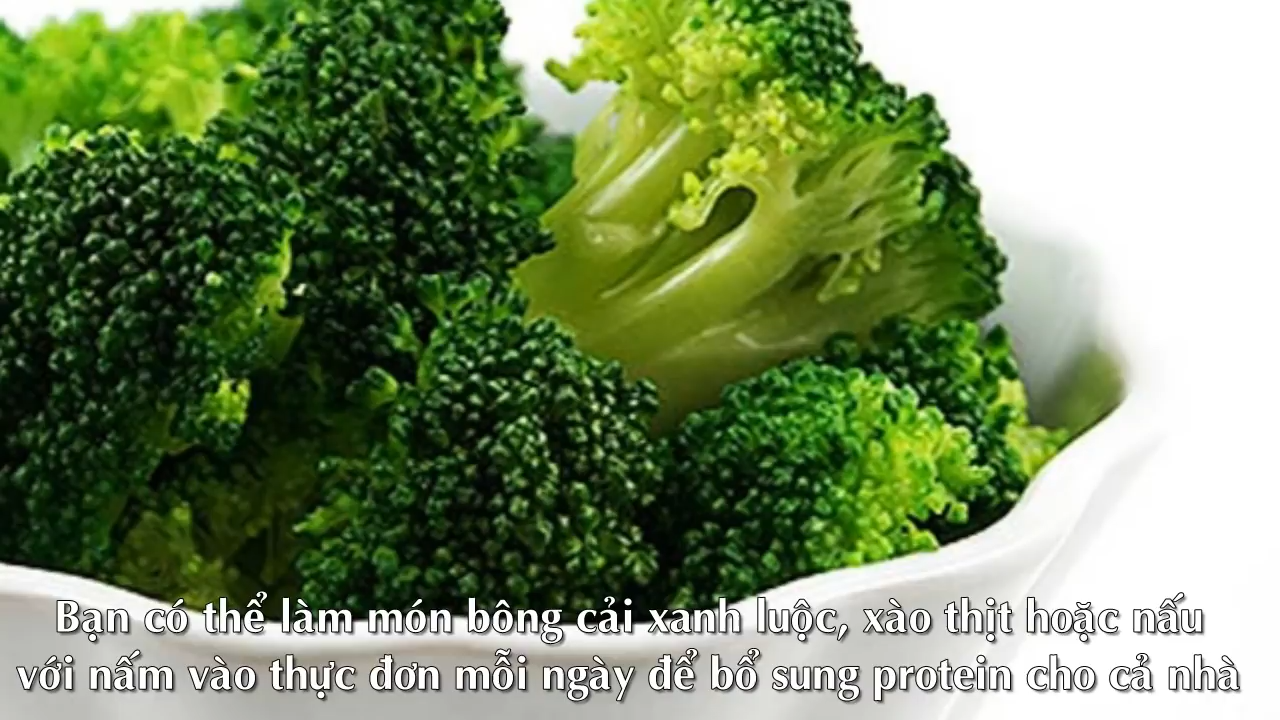 Bạn có thể làm món bông cải xanh luộc, xào thịt hoặc nấu
với nấm vào thực đơn mỗi ngày để bổ sung protein cho cả nhà